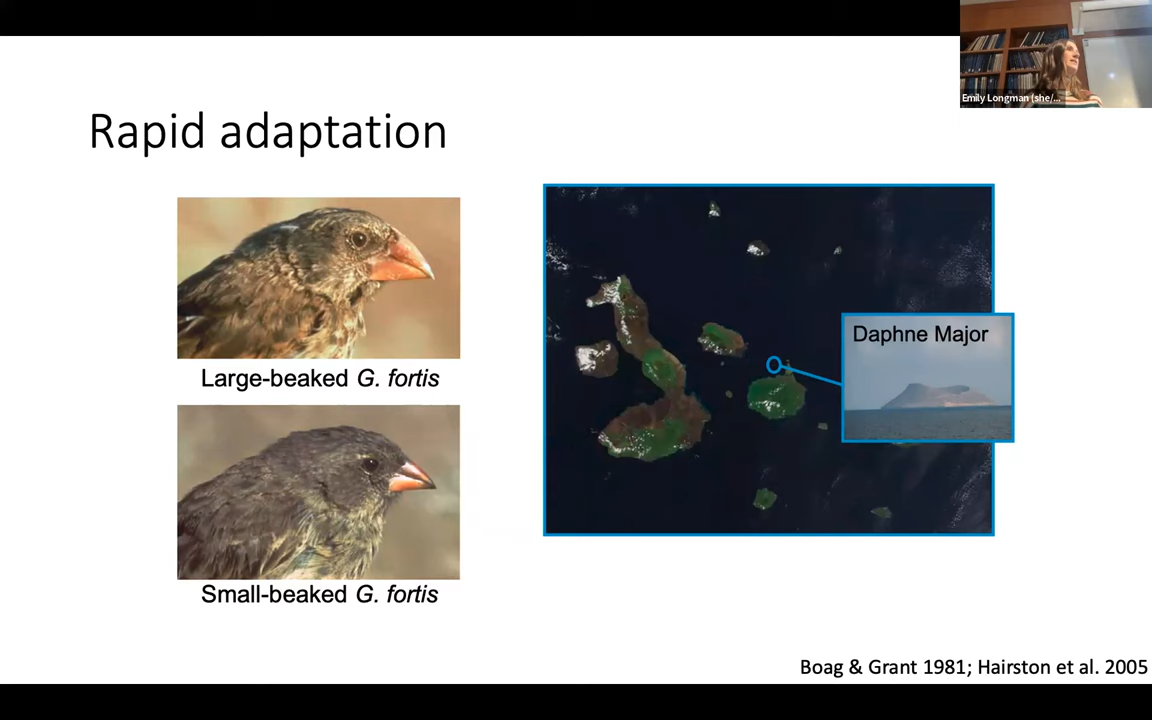 Emily Longman (she/...
Rapid adaptation
Large-beaked G. fortis
Small-beaked G. fortis
Daphne Major
Boag & Grant 1981; Hairston et al. 2005